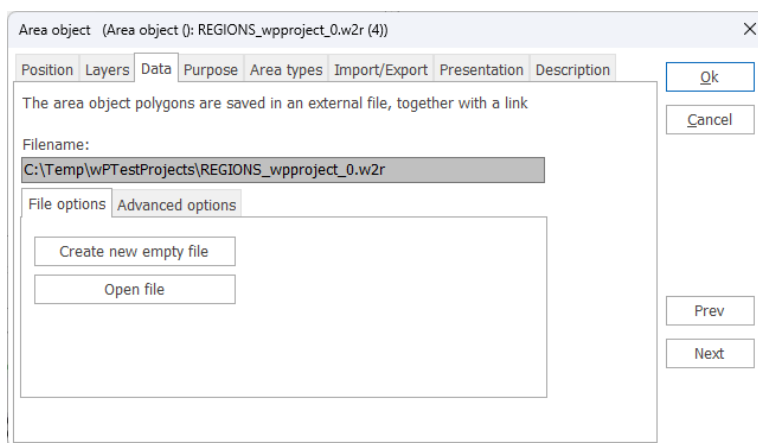 Area object (Area object (): REGIONS_wpproject_0.w2r (4))
Position Layers Data Purpose Area types Import/Export Presentation Description
Ok
The area object polygons are saved in an external file, together with a link
Cancel
Filename:
C:\Temp\wPTestProjects\REGIONS_wpproject_0.w2r
File options Advanced options
Create new empty file
Open file
Prev
Next